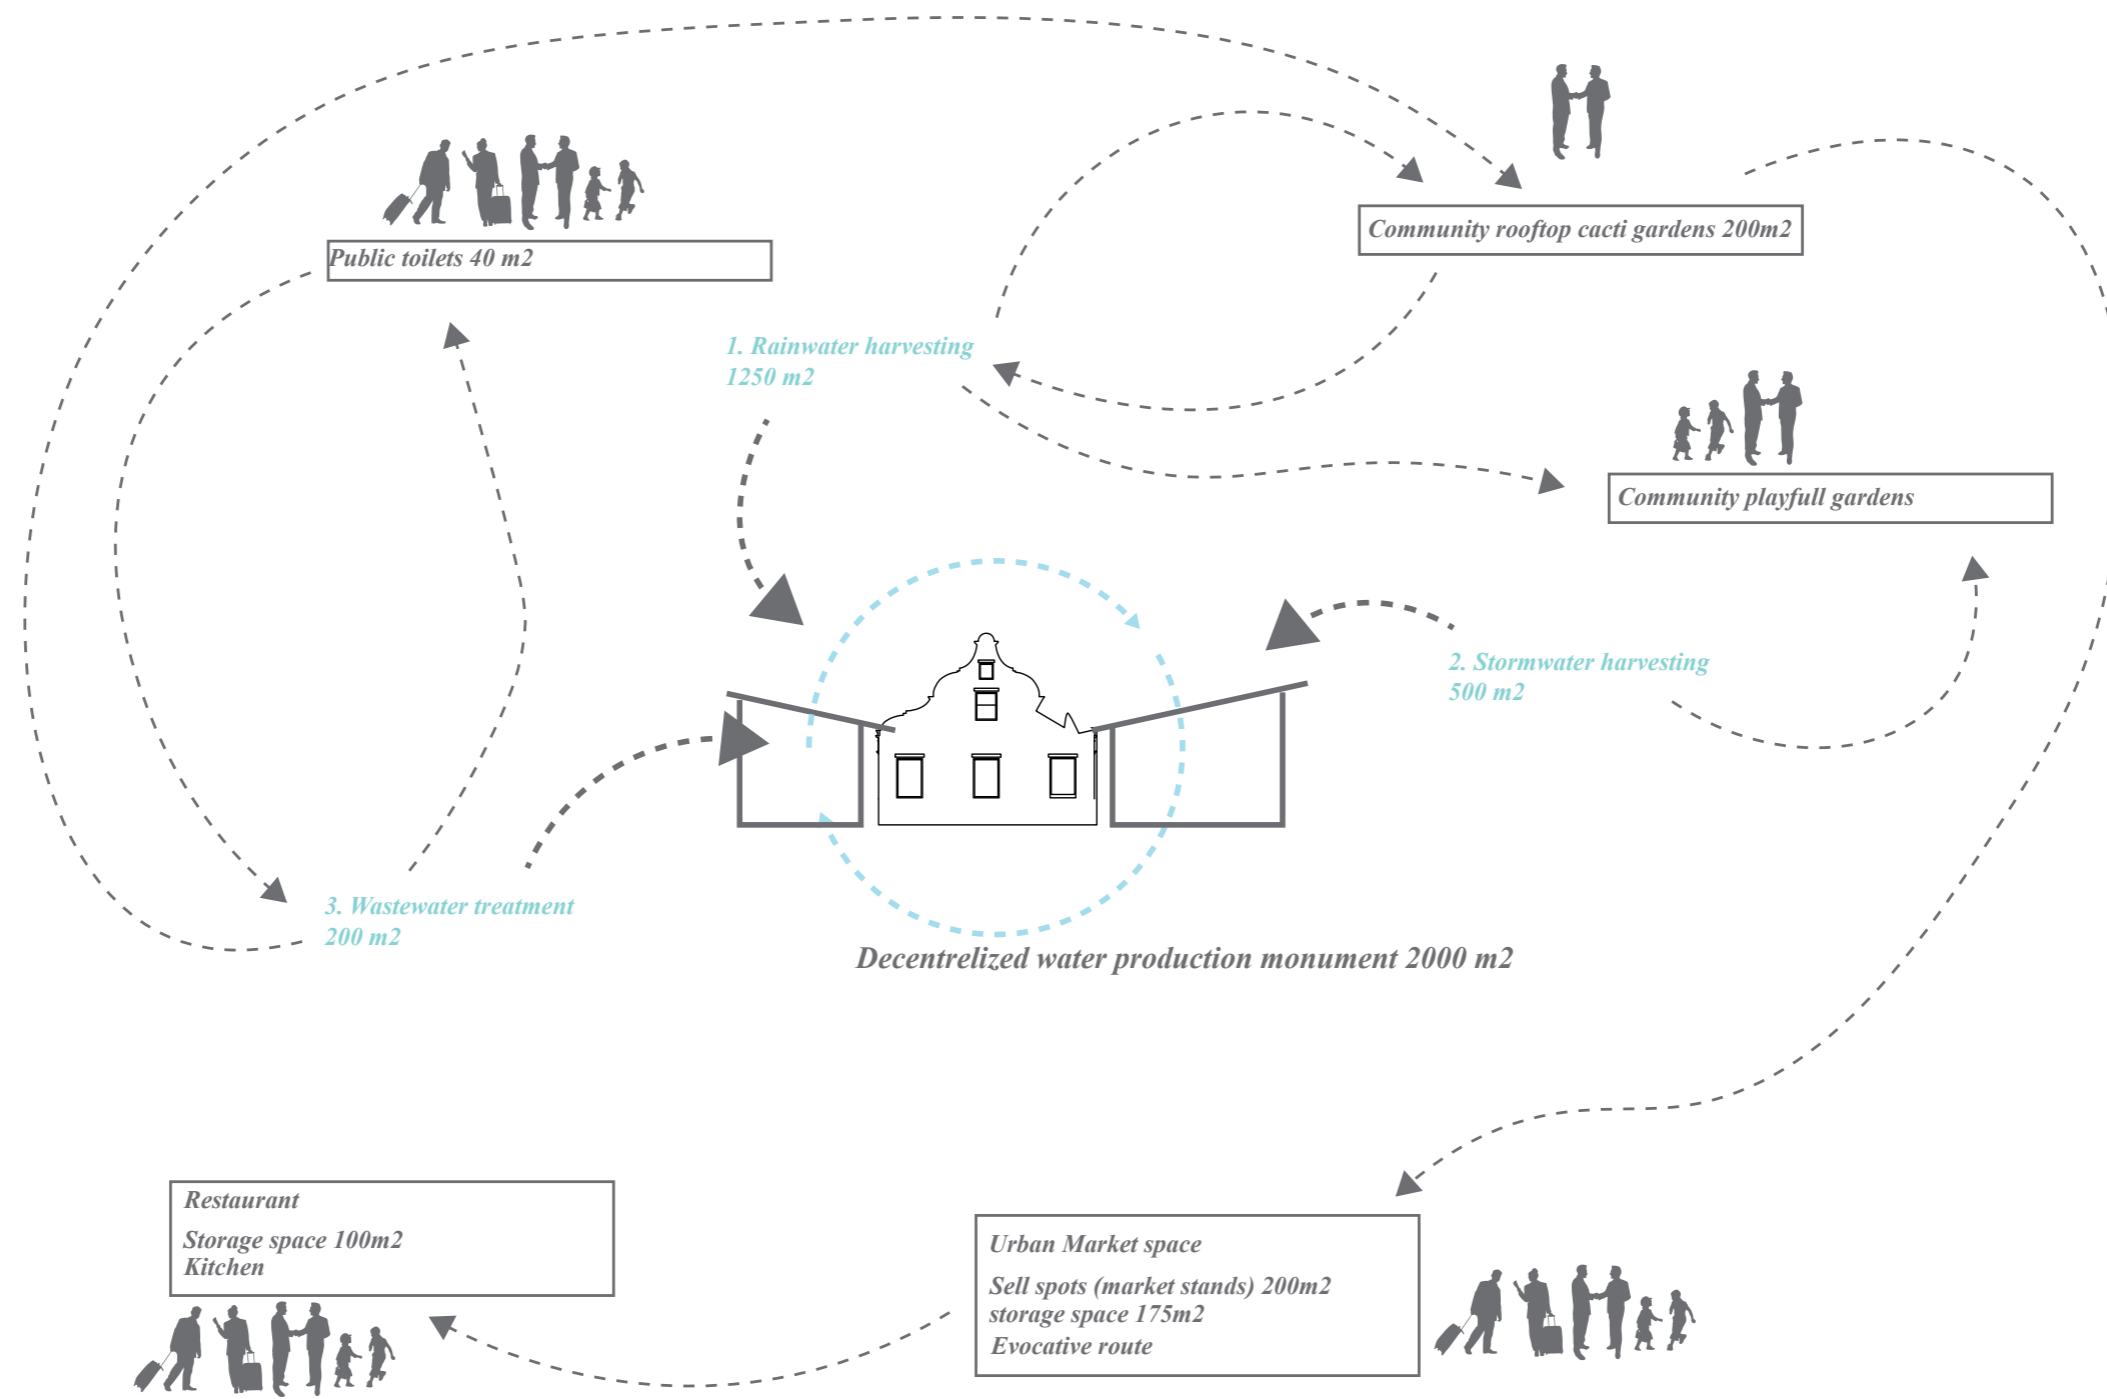 Public toilets 40 m2
Community rooftop cacti gardens 200m2
1. Rainwater harvesting
1250 m2
Community playfull gardens
2. Stormwater harvesting
500 m2
3. Wastewater treatment
200 m2
Decentrelized water production monument 2000 m2
Restaurant
Storage space 100m2
Kitchen
Urban Market space
Sell spots (market stands) 200m2
storage space 175m2
Evocative route